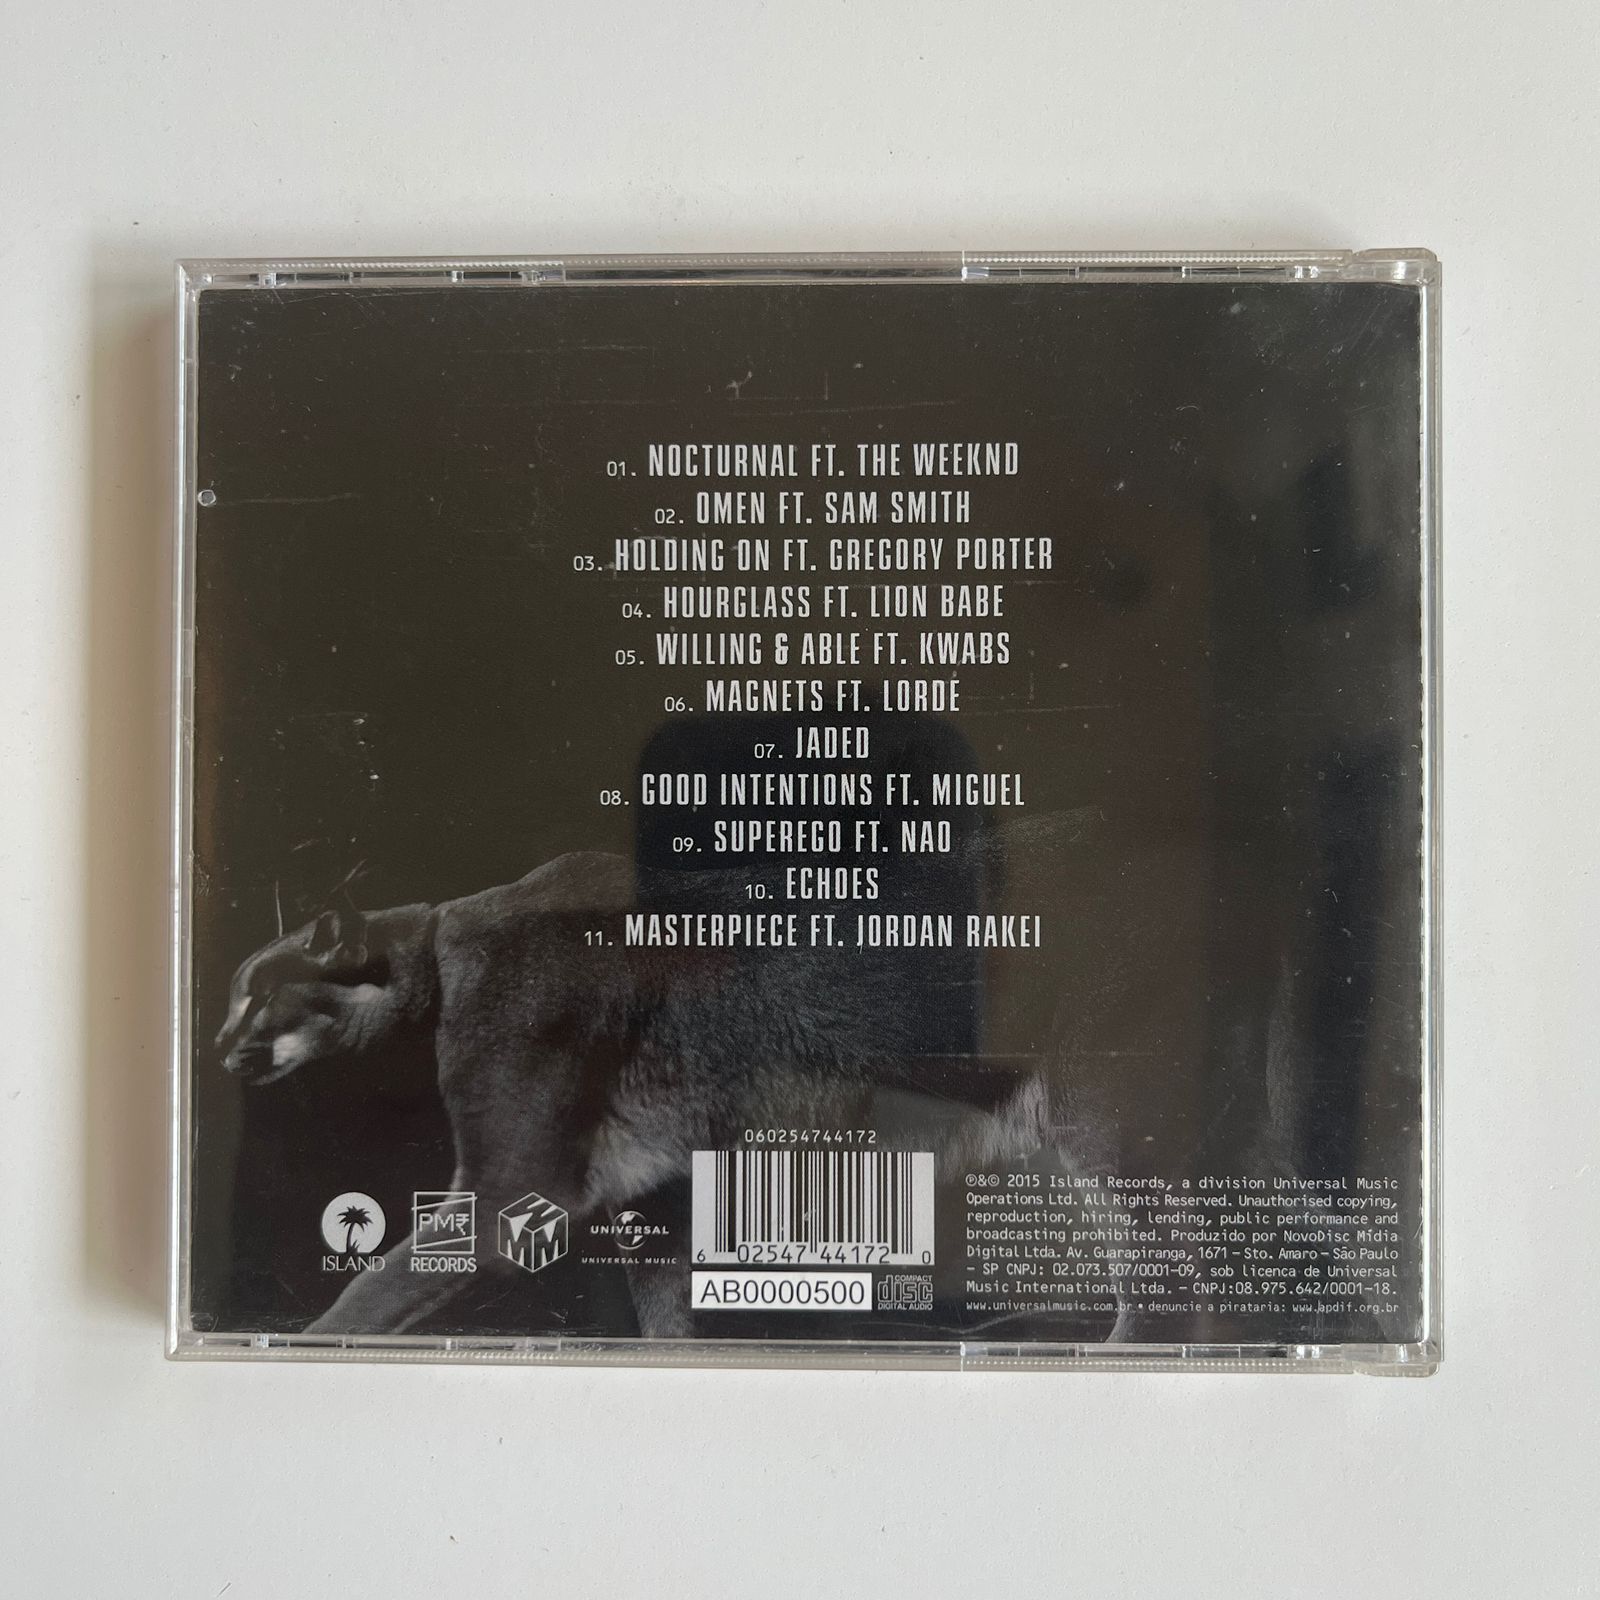 01. NOCTURNAL FT. THE WEEKND
02. OMEN FT. SAM SMITH
03. HOLDING ON FT. GREGORY PORTER
04. HOURGLASS FT. LION BABE
05. WILLING & ABLE FT. KWABS
06. MAGNETS FT. LORDE
07. JADED
08. GOOD INTENTIONS FT. MIGUEL
09. SUPEREGO FT. NAO
10. ECHOES
11. MASTERPIECE FT. JORDAN RAKEI
060254744172
6 02547 44172 0
AB0000500
COMPACT
disc
DIGITAL AUDIO
ISLAND
PMR
RECORDS
UNIVERSAL
UNIVERSAL MUSIC
℗&© 2015 Island Records, a division Universal Music
Operations Ltd. All Rights Reserved. Unauthorised copying,
reproduction, hiring, lending, public performance and
broadcasting prohibited. Produzido por NovoDisc Mídia
Digital Ltda. Av. Guarapiranga, 1671 – Sto. Amaro – São Paulo
– SP CNPJ: 02.073.507/0001-09, sob licenca de Universal
Music International Ltda. – CNPJ:08.975.642/0001-18.
www.universalmusic.com.br • denuncie a pirataria: www.apdif.org.br